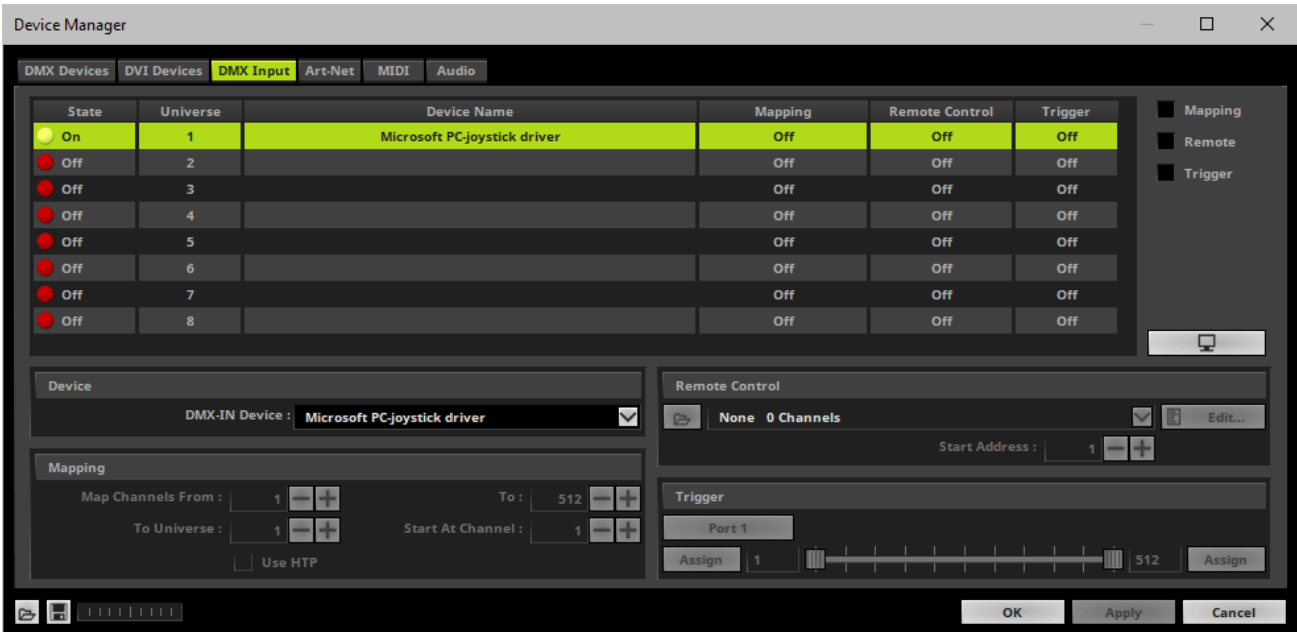 Device Manager
DMX Devices DVI Devices DMX Input Art-Net MIDI Audio
State Universe Device Name Mapping Remote Control Trigger
On 1 Microsoft PC-joystick driver Off Off Off
Off 2 Off Off Off
Off 3 Off Off Off
Off 4 Off Off Off
Off 5 Off Off Off
Off 6 Off Off Off
Off 7 Off Off Off
Off 8 Off Off Off
Mapping
Remote
Trigger
Device
DMX-IN Device : Microsoft PC-joystick driver
Mapping
Map Channels From : 1 To : 512
To Universe : 1 Start At Channel : 1
Use HTP
Remote Control
None 0 Channels Edit...
Start Address : 1
Trigger
Port 1
Assign 1 512 Assign
OK Apply Cancel